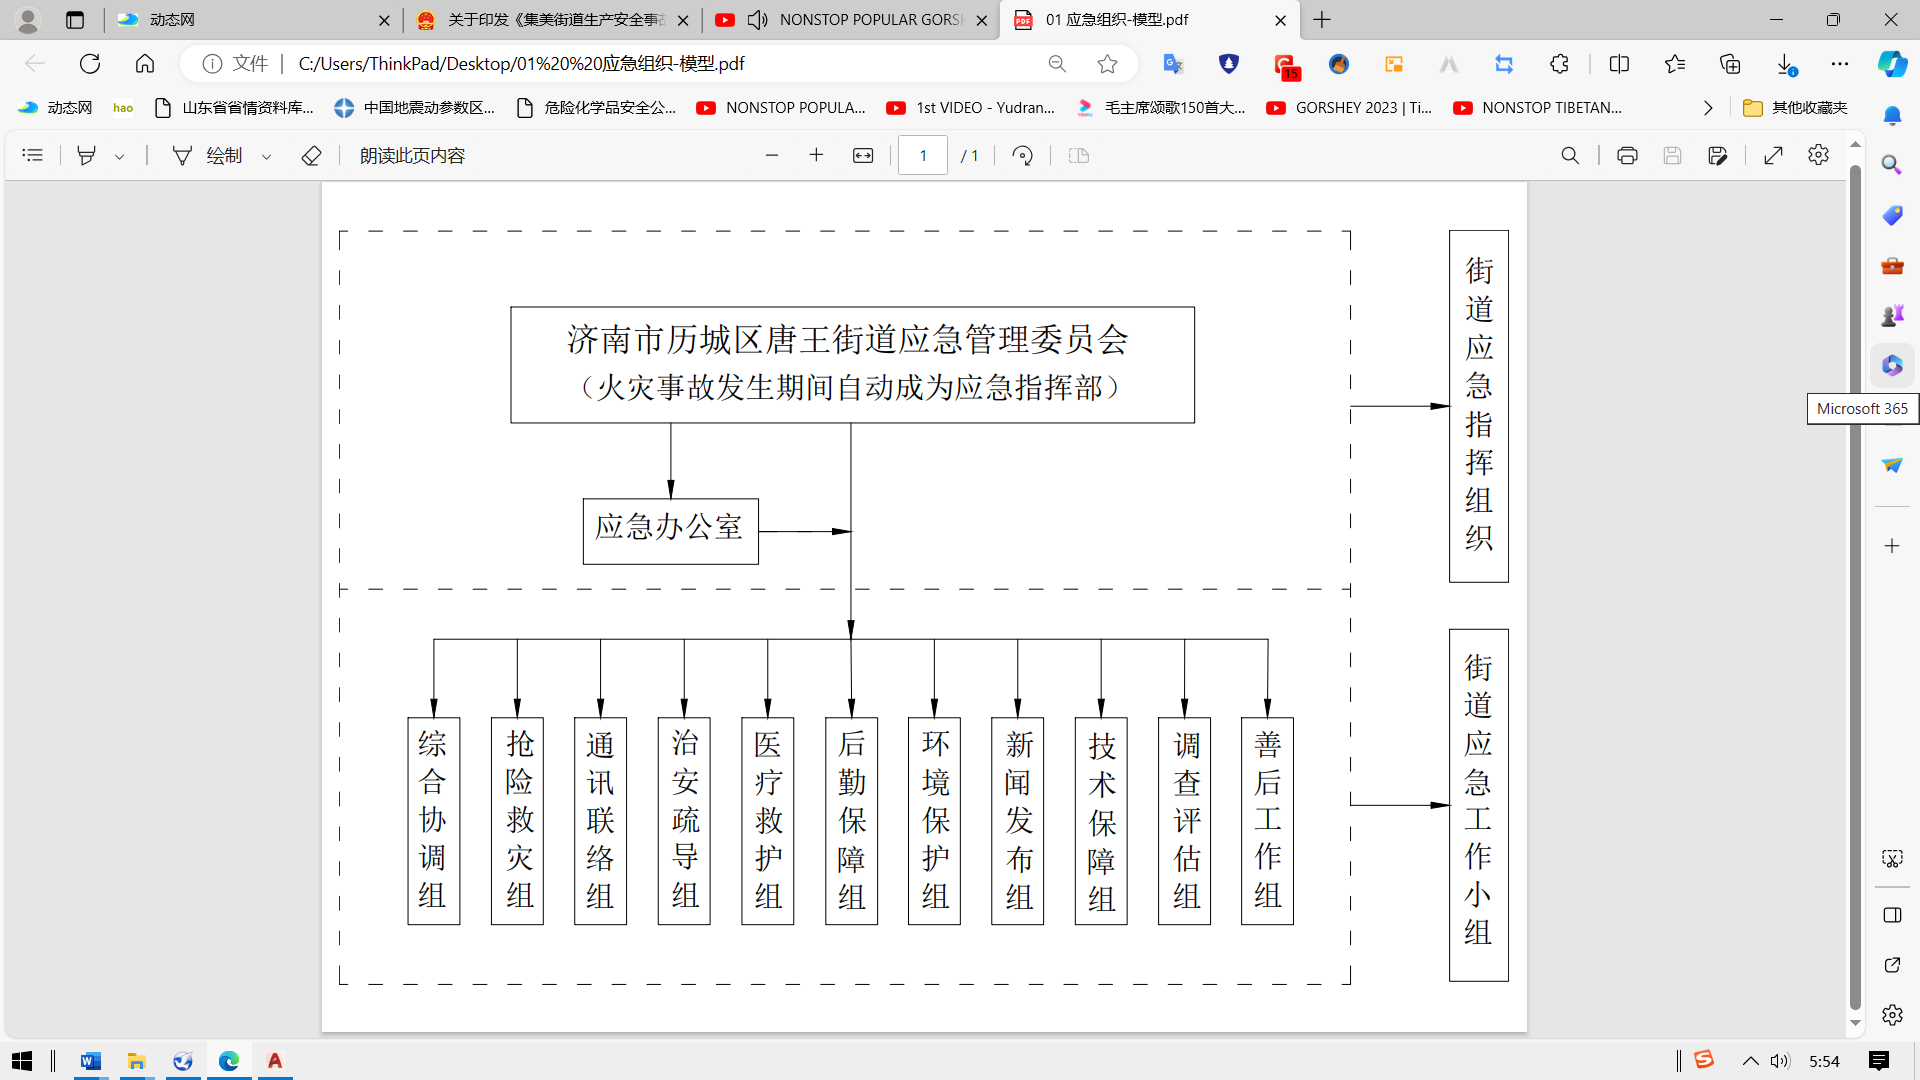 动态网
关于印发《集美街道生产安全事故
NONSTOP POPULAR GORSH
01 应急组织-模型.pdf
文件
C:/Users/ThinkPad/Desktop/01%20%20应急组织-模型.pdf
15
动态网
hao
山东省省情资料库...
中国地震动参数区...
危险化学品安全公...
NONSTOP POPULA...
1st VIDEO - Yudran...
毛主席颂歌150首大...
GORSHEY 2023 | Ti...
NONSTOP TIBETAN...
其他收藏夹
绘制
朗读此页内容
1
/ 1
济南市历城区唐王街道应急管理委员会
（火灾事故发生期间自动成为应急指挥部）
应急办公室
街道应急指挥组织
Microsoft 365
综合协调组
抢险救灾组
通讯联络组
治安疏导组
医疗救护组
后勤保障组
环境保护组
新闻发布组
技术保障组
调查评估组
善后工作组
街道应急工作小组
5:54